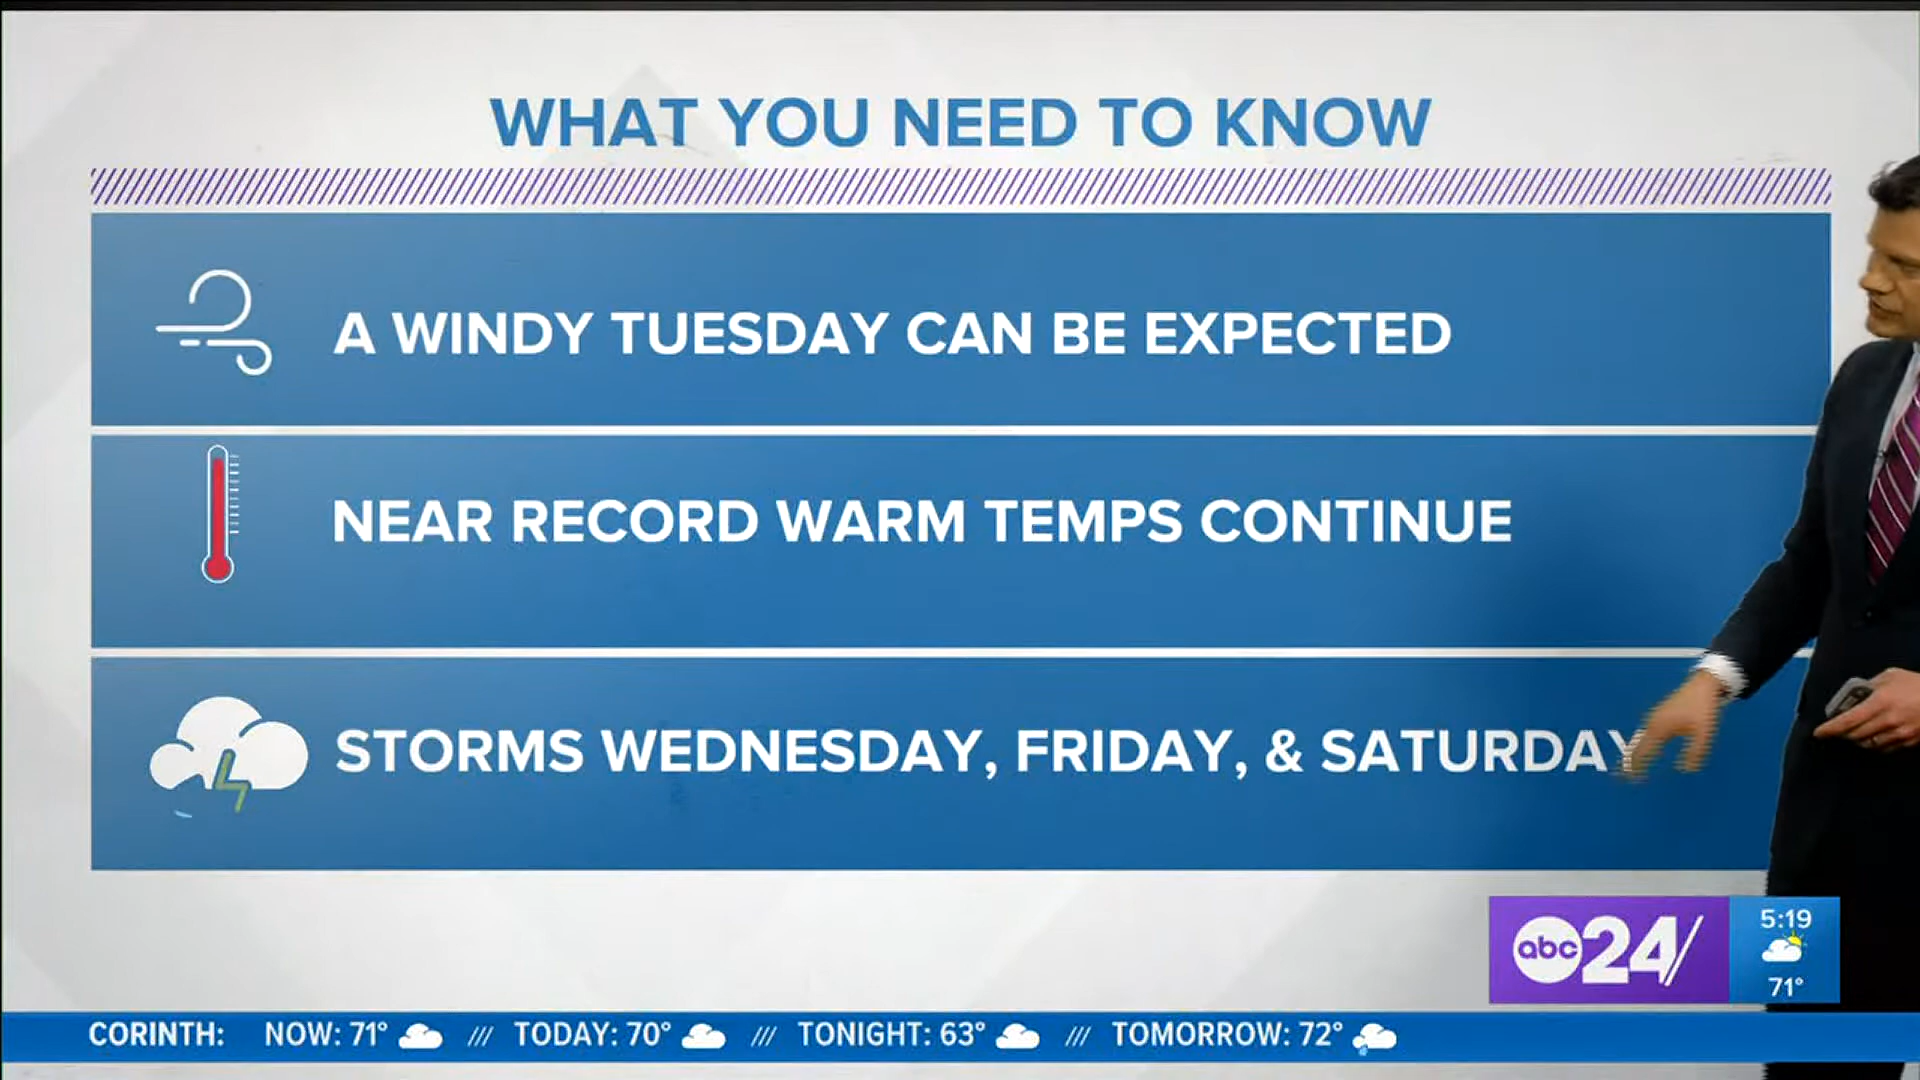 WHAT YOU NEED TO KNOW
A WINDY TUESDAY CAN BE EXPECTED
NEAR RECORD WARM TEMPS CONTINUE
STORMS WEDNESDAY, FRIDAY, & SATURDAY
abc24/
5:19
71°
CORINTH: NOW: 71° /// TODAY: 70° /// TONIGHT: 63° /// TOMORROW: 72°